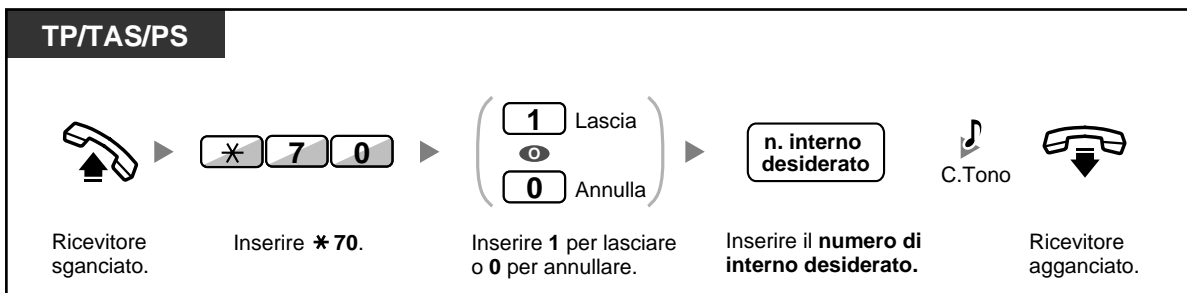 TP/TAS/PS
* 7 0
1 Lascia
O
0 Annulla
n. interno
desiderato
C.Tono
Ricevitore
sganciato.
Inserire * 70.
Inserire 1 per lasciare
o 0 per annullare.
Inserire il numero di
interno desiderato.
Ricevitore
agganciato.